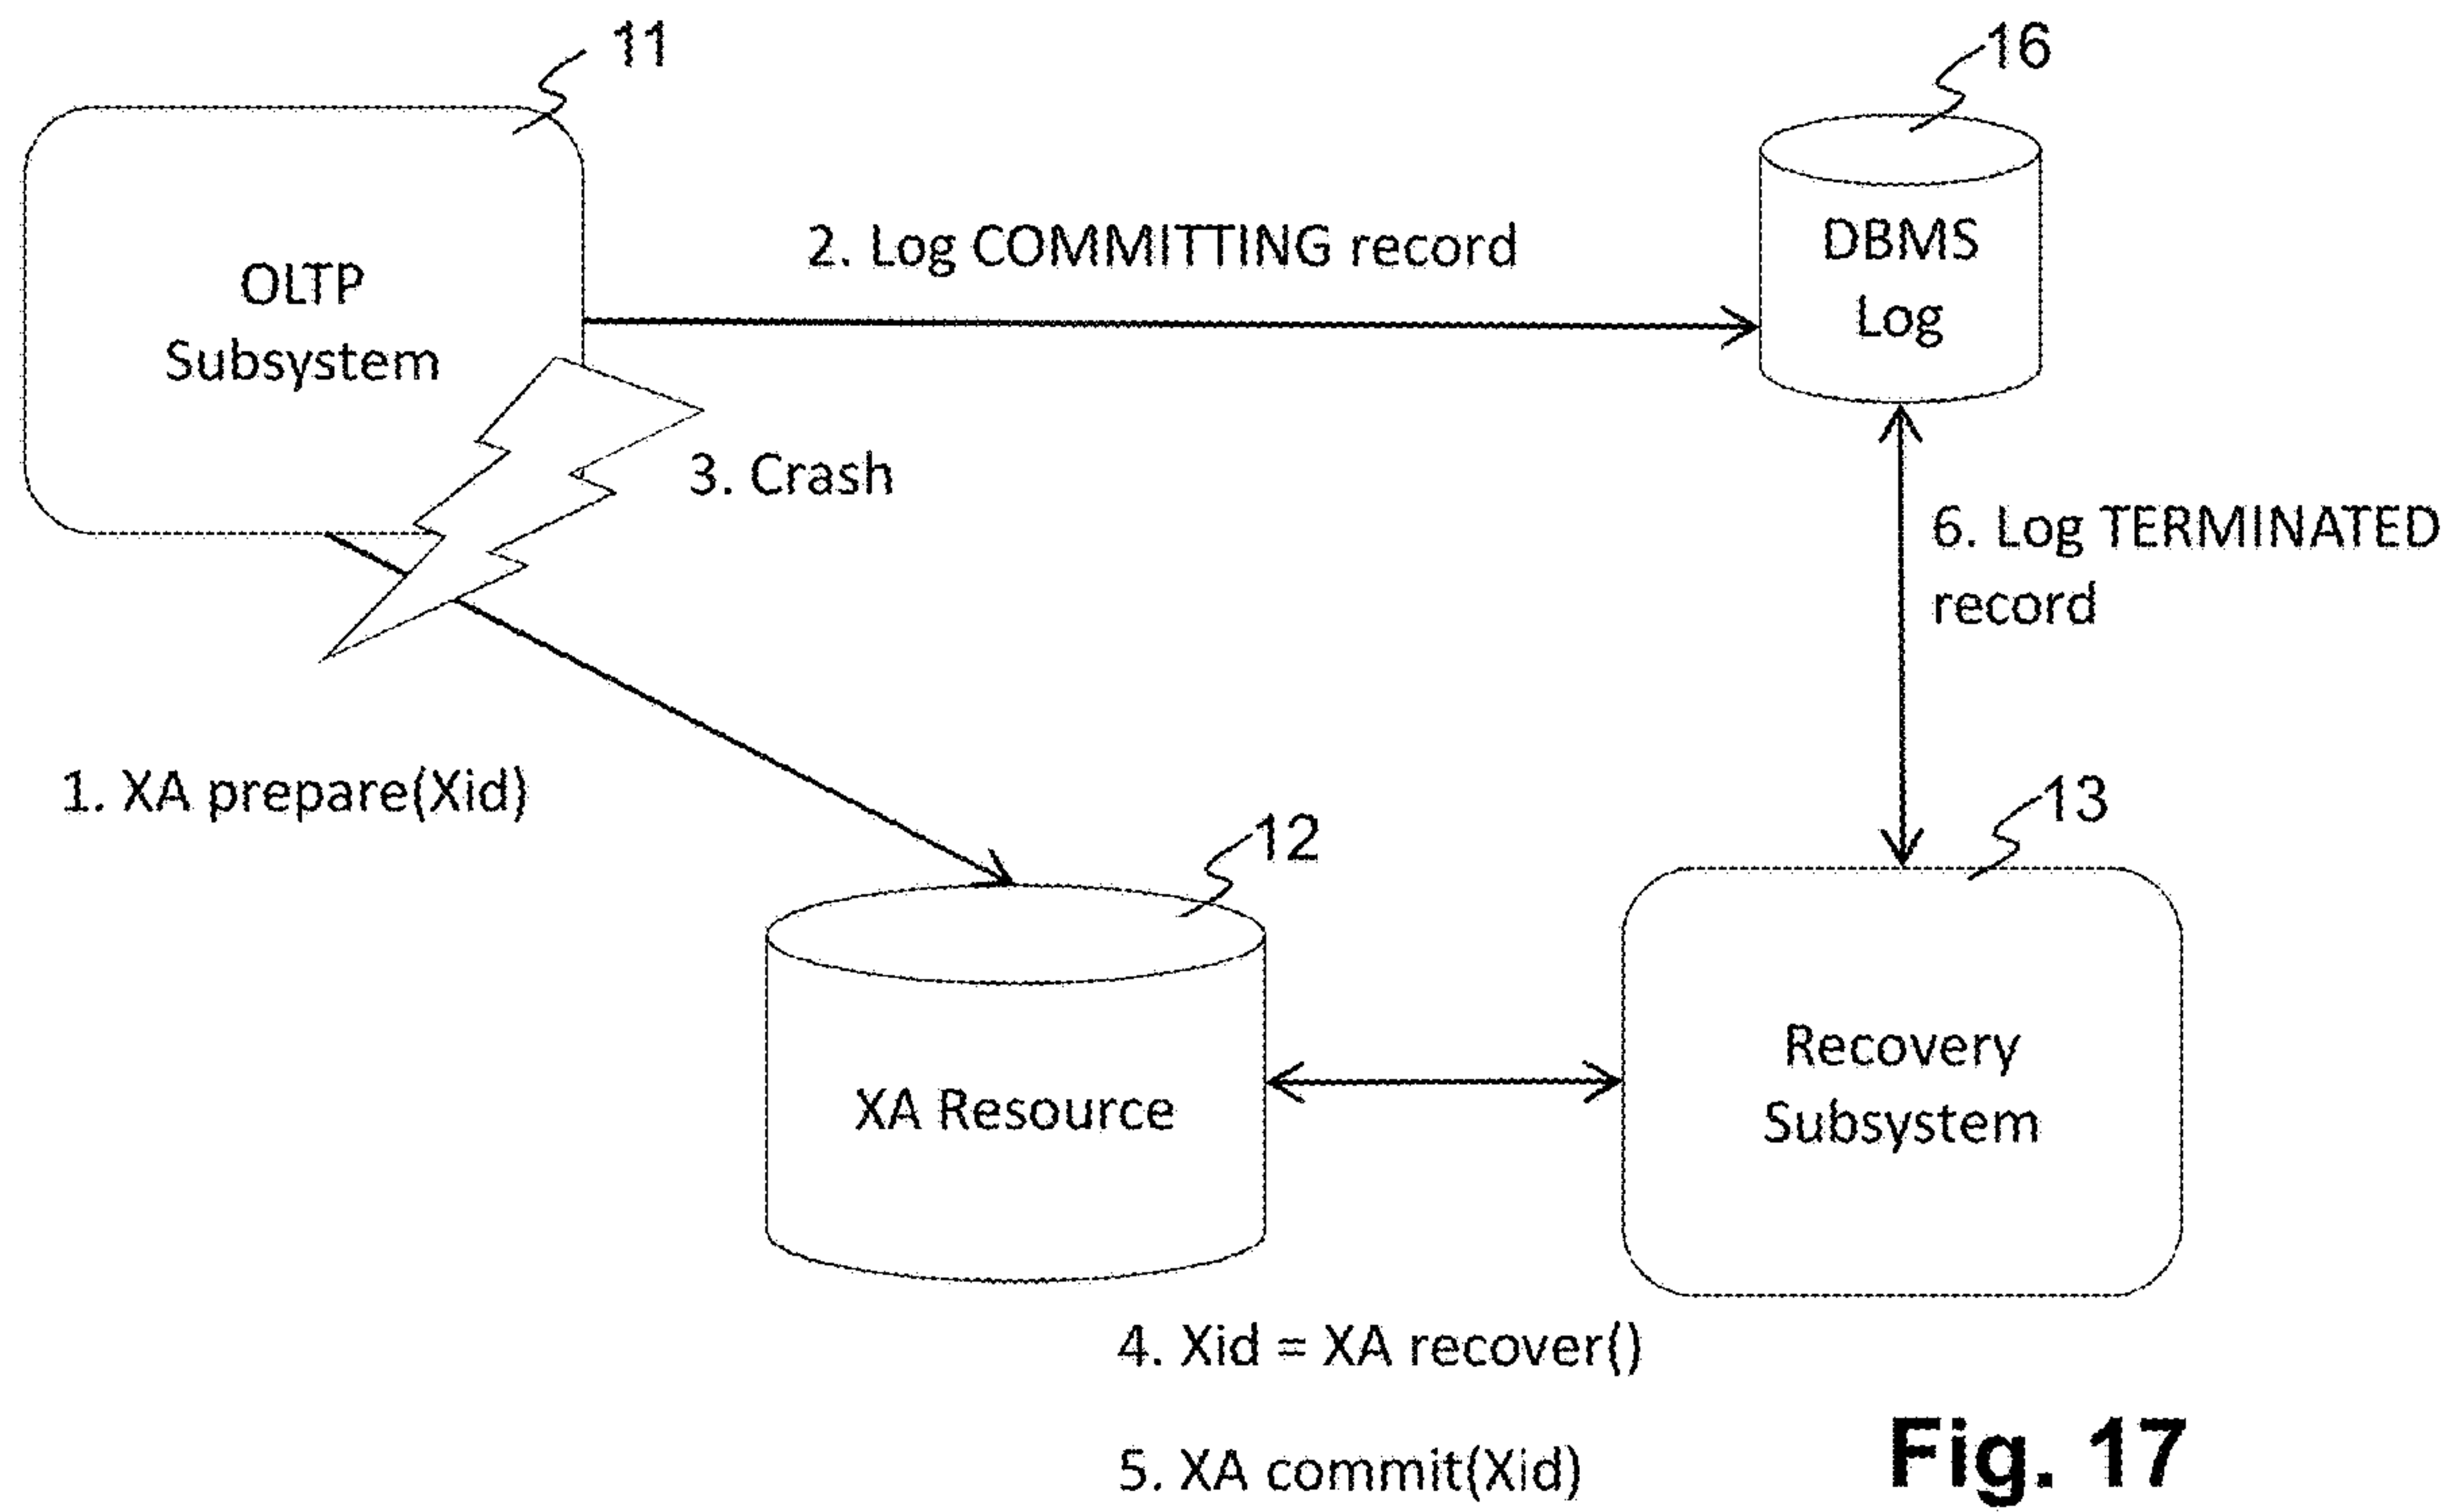 11
16
OLTP
Subsystem
2. Log COMMITTING record
DBMS
Log
3. Crash
6. Log TERMINATED
record
1. XA prepare(Xid)
12
13
XA Resource
Recovery
Subsystem
4. Xid = XA recover()
5. XA commit(Xid)
Fig. 17